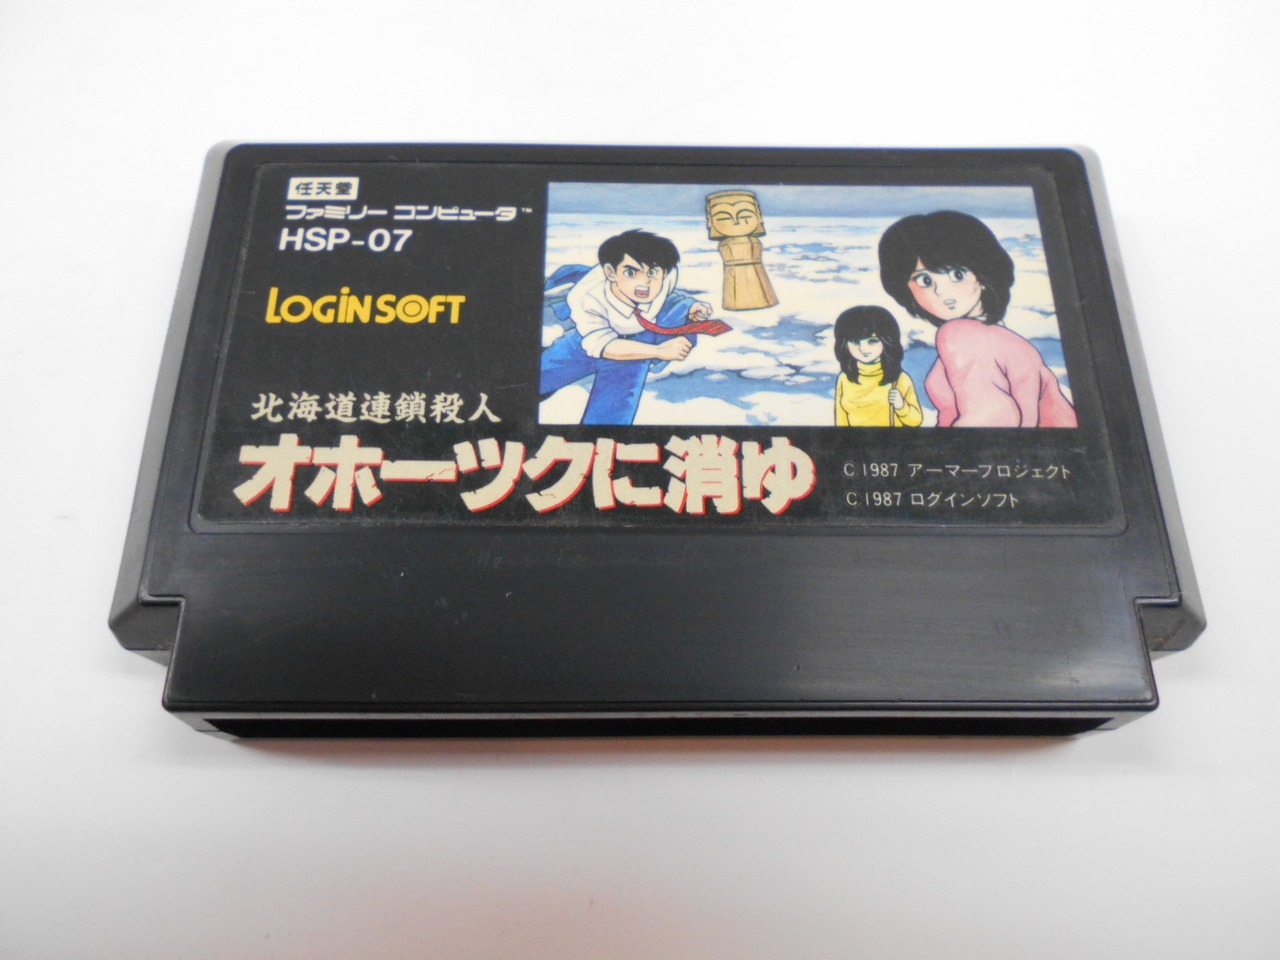 任天堂
ファミリー コンピュータ™
HSP-07
LOGiN SOFT
北海道連鎖殺人
オホーツクに消ゆ
C 1987 アーマープロジェクト
C 1987 ログインソフト